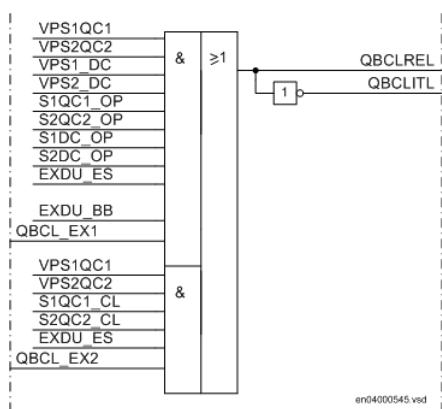 VPS1QC1
VPS2QC2
VPS1_DC
VPS2_DC
S1QC1_OP
S2QC2_OP
S1DC_OP
S2DC_OP
EXDU_ES
EXDU_BB
QBCL_EX1
& ≥1
QBCLREL
QBCLITL
1
VPS1QC1
VPS2QC2
S1QC1_CL
S2QC2_CL
EXDU_ES
QBCL_EX2
&
en04000545.vsd